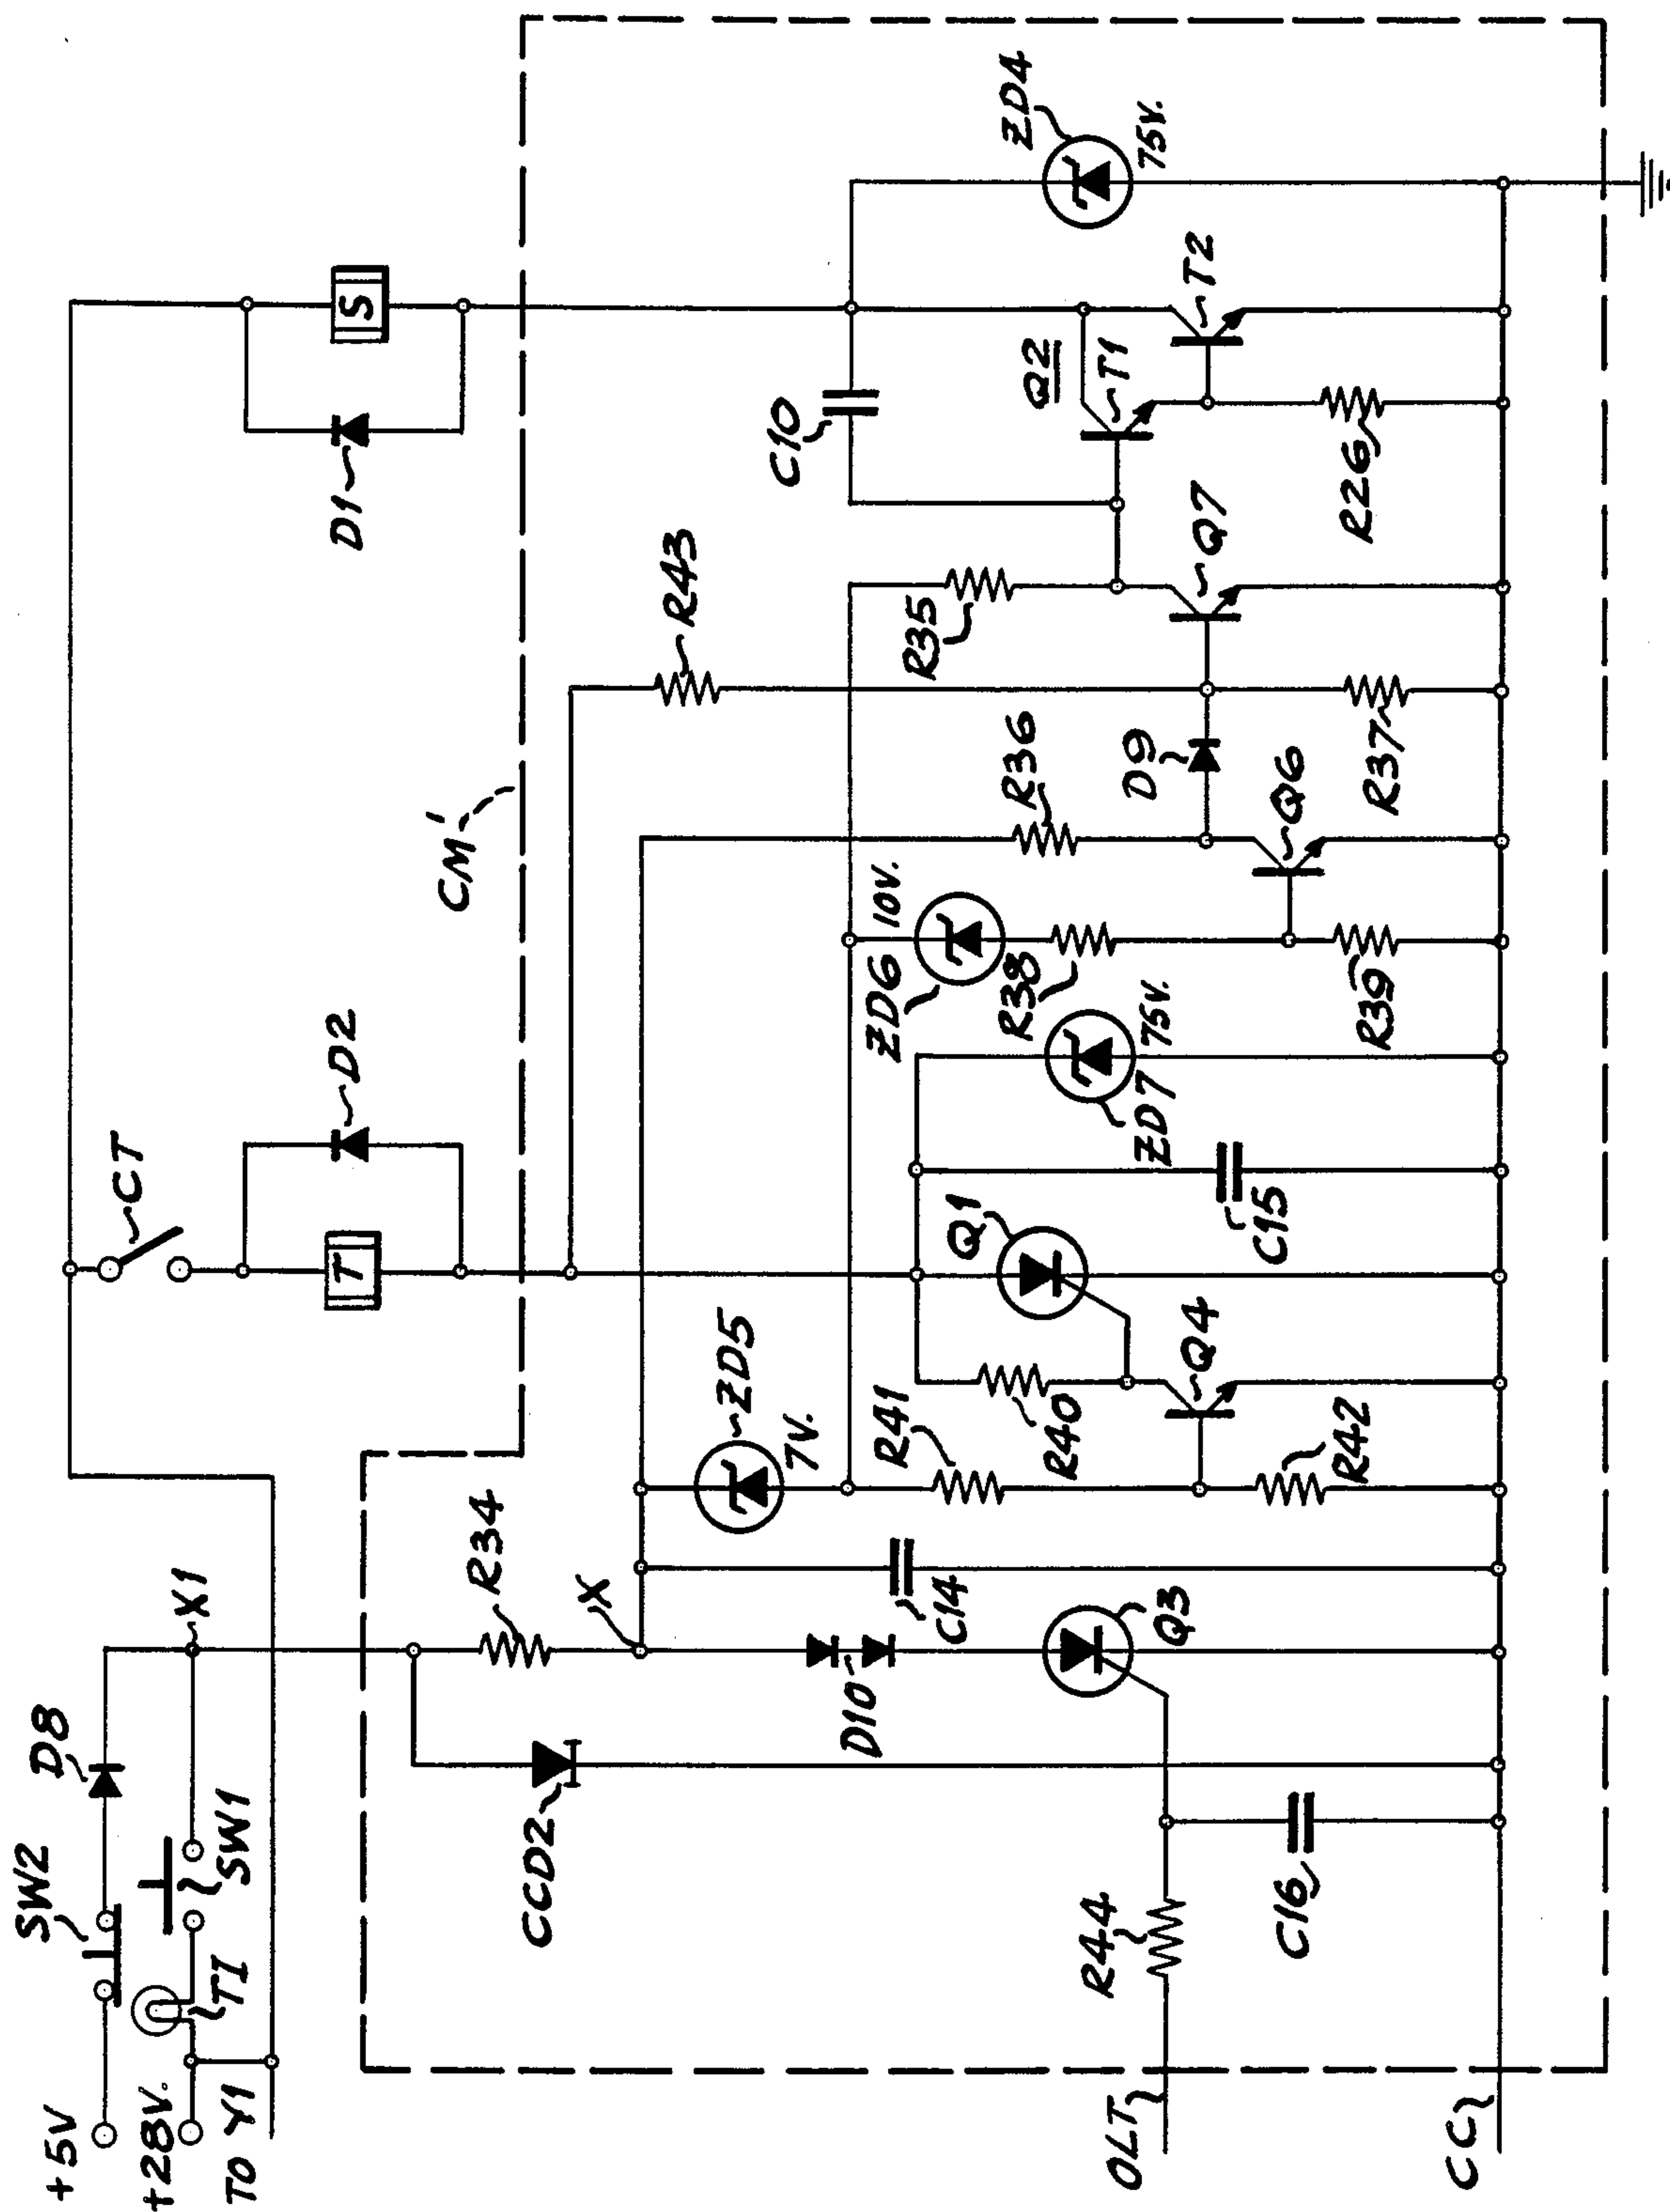 +5V
SW2
D8
+28V.
TI
SW1
X1
TO Y1
CT
T
D2
D1
S
CM'
R34
X
CCD2
D10
Q3
C14
ZD5
7V.
R41
R40
Q4
R42
Q1
C15
ZD7
75V.
ZD6
10V.
R38
R39
R36
Q6
D9
R43
R37
R35
Q7
C10
Q2
T1
T2
R26
ZD4
75V.
OLT
R44
C16
CC